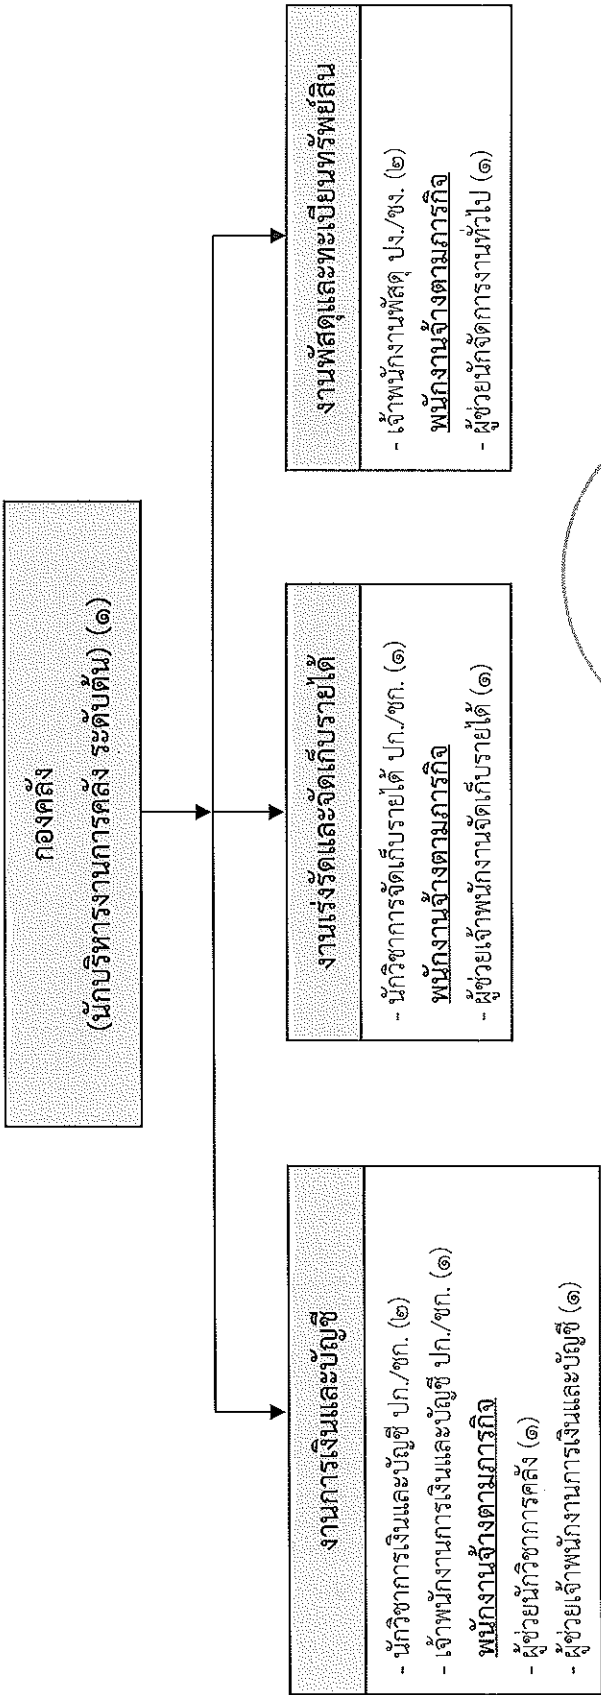 กองคลัง
(นักบริหารงานการคลัง ระดับต้น) (๑)
งานการเงินและบัญชี
- นักวิชาการเงินและบัญชี ปก./ชก. (๒)
- เจ้าพนักงานการเงินและบัญชี ปก./ชก. (๑)
พนักงานจ้างตามภารกิจ
- ผู้ช่วยนักวิชาการคลัง (๑)
- ผู้ช่วยเจ้าพนักงานการเงินและบัญชี (๑)
งานเร่งรัดและจัดเก็บรายได้
- นักวิชาการจัดเก็บรายได้ ปก./ชก. (๑)
พนักงานจ้างตามภารกิจ
- ผู้ช่วยเจ้าพนักงานจัดเก็บรายได้ (๑)
งานพัสดุและทะเบียนทรัพย์สิน
- เจ้าพนักงานพัสดุ ปง./ชง. (๒)
พนักงานจ้างตามภารกิจ
- ผู้ช่วยนักจัดการงานทั่วไป (๑)